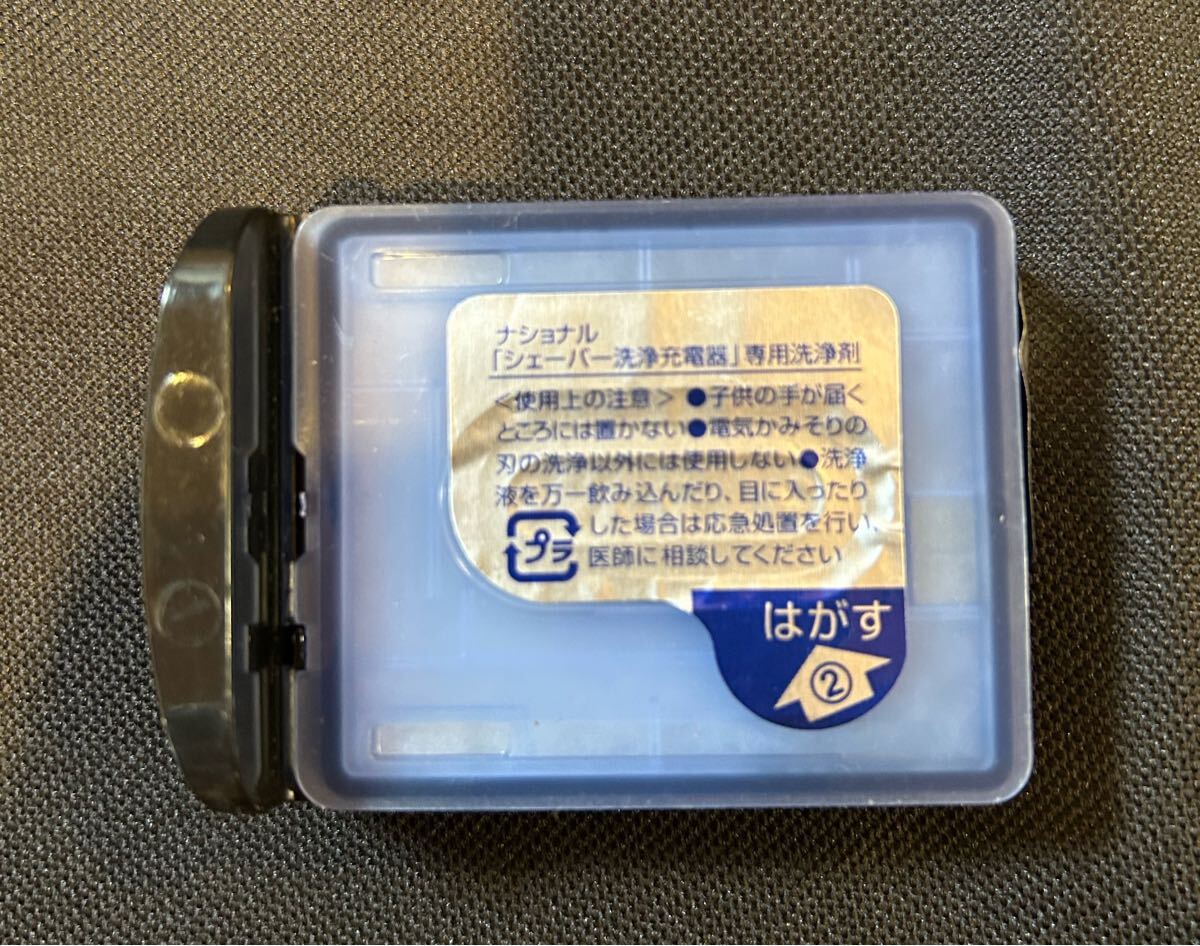 ナショナル
「シェーバー洗浄充電器」専用洗浄剤
<使用上の注意> ●子供の手が届く
ところには置かない●電気かみそりの
刃の洗浄以外には使用しない●洗浄
液を万一飲み込んだり、目に入ったり
した場合は応急処置を行い、
医師に相談してください
プラ
はがす
②